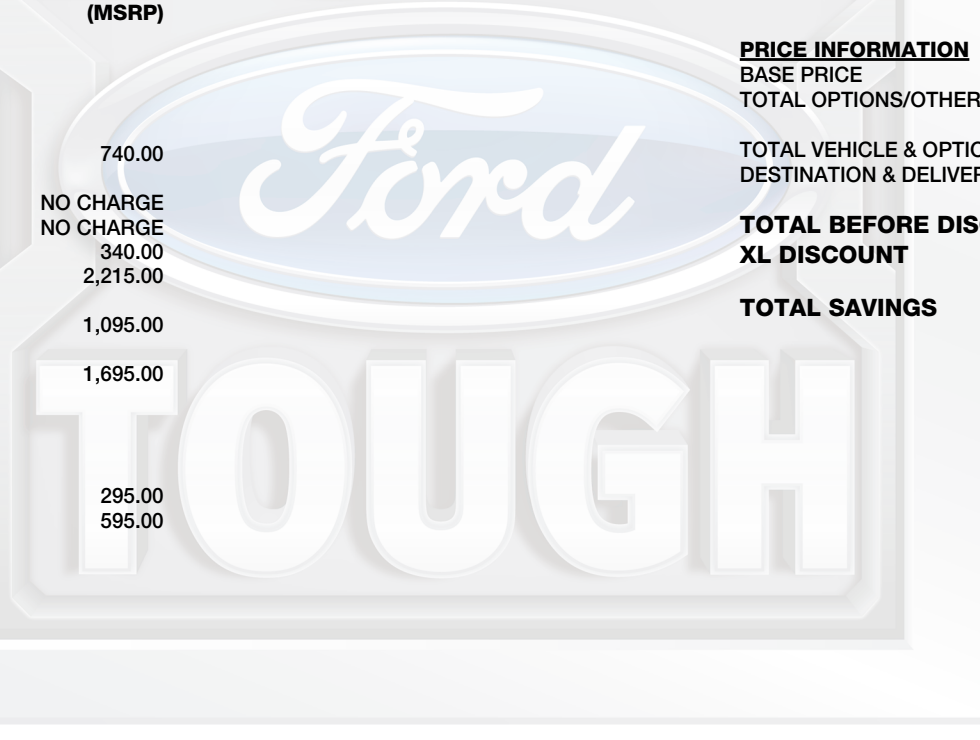 (MSRP)
740.00
NO CHARGE
NO CHARGE
340.00
2,215.00
1,095.00
1,695.00
295.00
595.00
PRICE INFORMATION
BASE PRICE
TOTAL OPTIONS/OTHER
TOTAL VEHICLE & OPTIO
DESTINATION & DELIVER
TOTAL BEFORE DIS
XL DISCOUNT
TOTAL SAVINGS
Ford
TOUGH